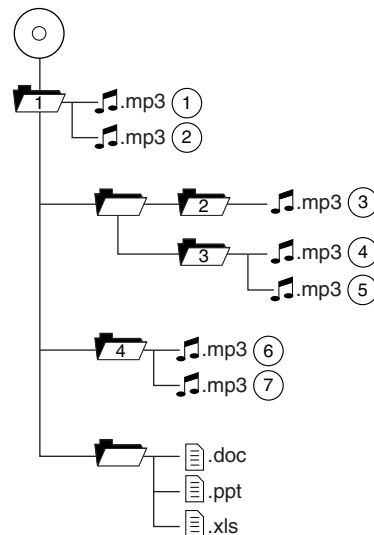 1 .mp3 1
.mp3 2
2 .mp3 3
3 .mp3 4
.mp3 5
4 .mp3 6
.mp3 7
.doc
.ppt
.xls